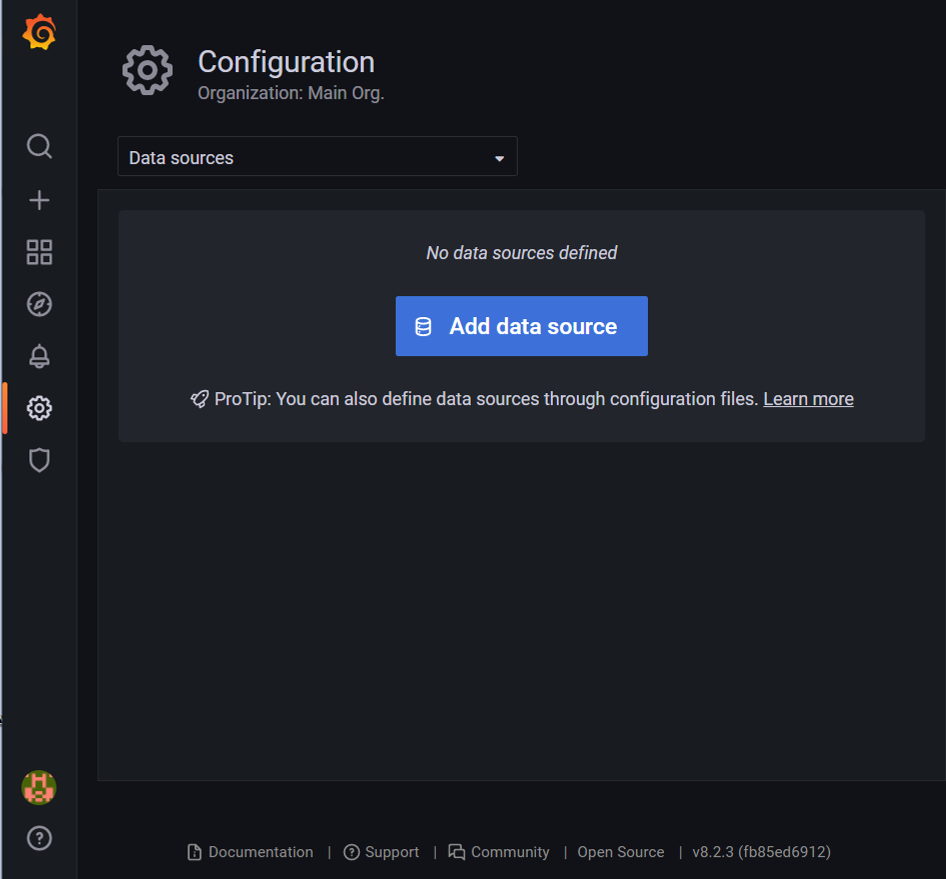 Configuration
Organization: Main Org.
Data sources
No data sources defined
Add data source
ProTip: You can also define data sources through configuration files. Learn more
Documentation | Support | Community | Open Source | v8.2.3 (fb85ed6912)